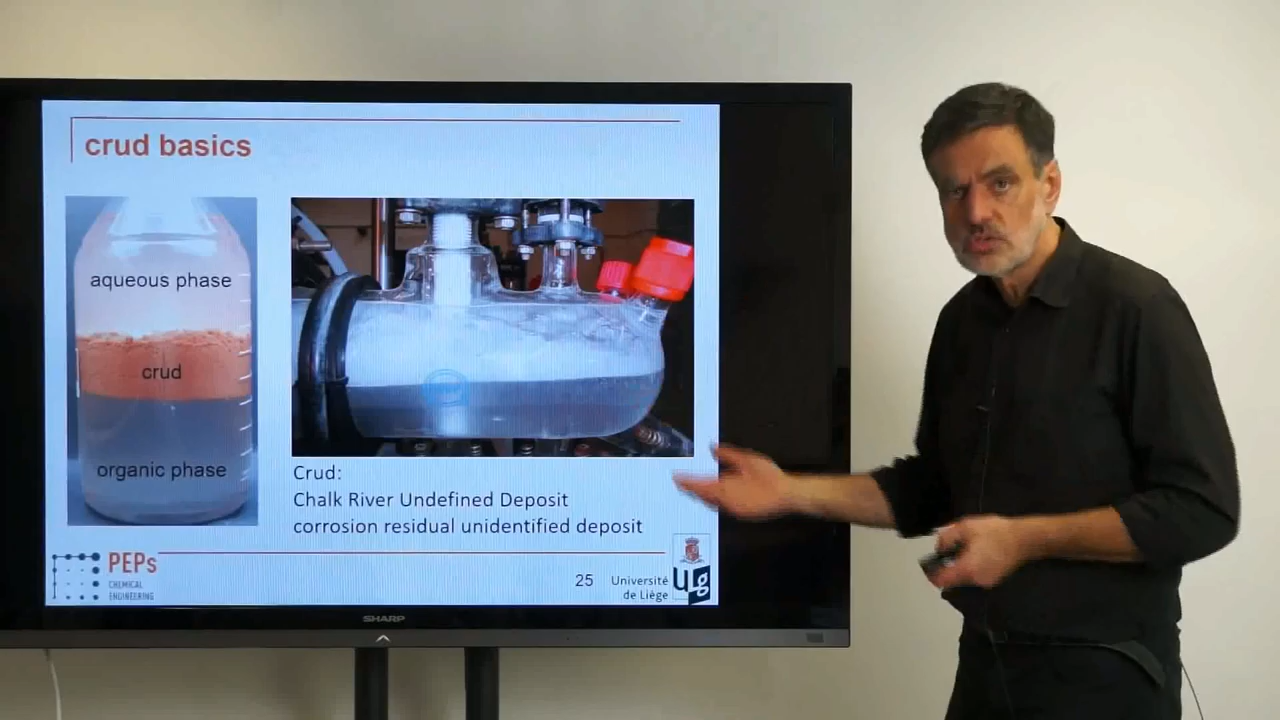 crud basics
aqueous phase
crud
organic phase
Crud:
Chalk River Undefined Deposit
corrosion residual unidentified deposit
PEPs
CHEMICAL
ENGINEERING
25
Université
de Liège
ug
SHARP